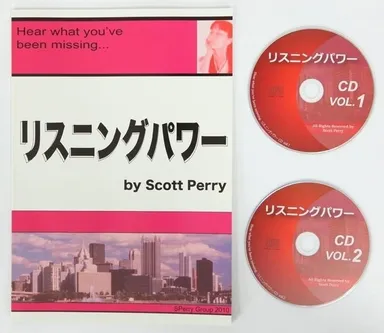 Hear what you've
been missing...
リスニングパワー
by Scott Perry
SPerry Group 2010
リスニングパワー
CD
VOL.1
All Rights Reserved by
Scott Perry
リスニングパワー
CD
VOL.2
All Rights Reserved by
Scott Perry